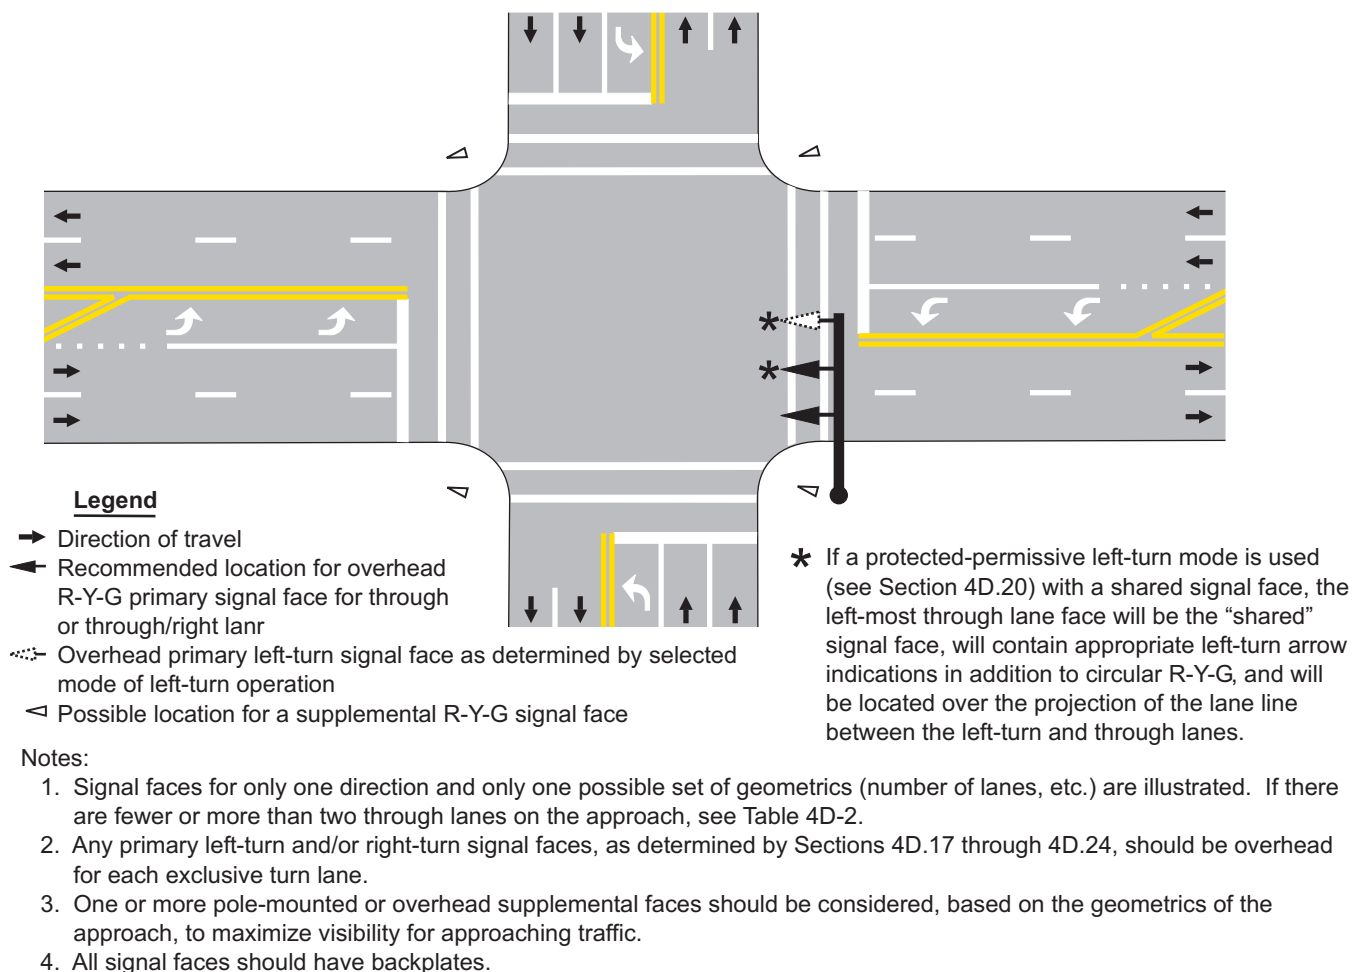 Legend
Direction of travel
Recommended location for overhead
R-Y-G primary signal face for through
or through/right lanr
Overhead primary left-turn signal face as determined by selected
mode of left-turn operation
Possible location for a supplemental R-Y-G signal face
* If a protected-permissive left-turn mode is used
(see Section 4D.20) with a shared signal face, the
left-most through lane face will be the “shared”
signal face, will contain appropriate left-turn arrow
indications in addition to circular R-Y-G, and will
be located over the projection of the lane line
between the left-turn and through lanes.
Notes:
1. Signal faces for only one direction and only one possible set of geometrics (number of lanes, etc.) are illustrated. If there
are fewer or more than two through lanes on the approach, see Table 4D-2.
2. Any primary left-turn and/or right-turn signal faces, as determined by Sections 4D.17 through 4D.24, should be overhead
for each exclusive turn lane.
3. One or more pole-mounted or overhead supplemental faces should be considered, based on the geometrics of the
approach, to maximize visibility for approaching traffic.
4. All signal faces should have backplates.